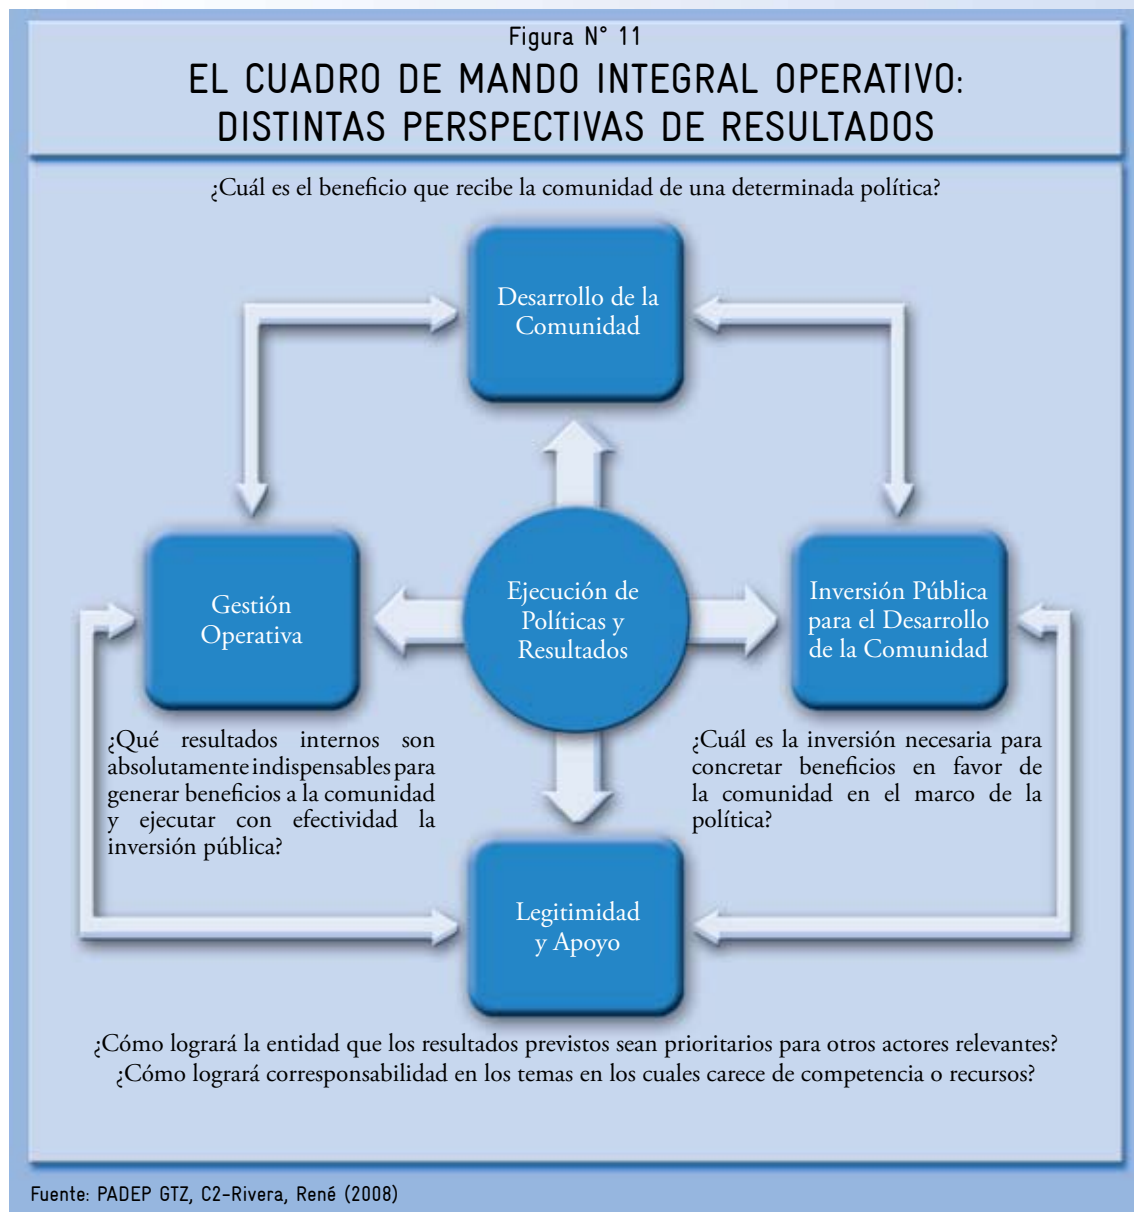 Figura N° 11
EL CUADRO DE MANDO INTEGRAL OPERATIVO:
DISTINTAS PERSPECTIVAS DE RESULTADOS
¿Cuál es el beneficio que recibe la comunidad de una determinada política?
Desarrollo de la
Comunidad
Gestión
Operativa
Ejecución de
Políticas y
Resultados
Inversión Pública
para el Desarrollo
de la Comunidad
¿Qué resultados internos son
absolutamente indispensables para
generar beneficios a la comunidad
y ejecutar con efectividad la
inversión pública?
¿Cuál es la inversión necesaria para
concretar beneficios en favor de
la comunidad en el marco de la
política?
Legitimidad
y Apoyo
¿Cómo logrará la entidad que los resultados previstos sean prioritarios para otros actores relevantes?
¿Cómo logrará corresponsabilidad en los temas en los cuales carece de competencia o recursos?
Fuente: PADEP GTZ, C2-Rivera, René (2008)